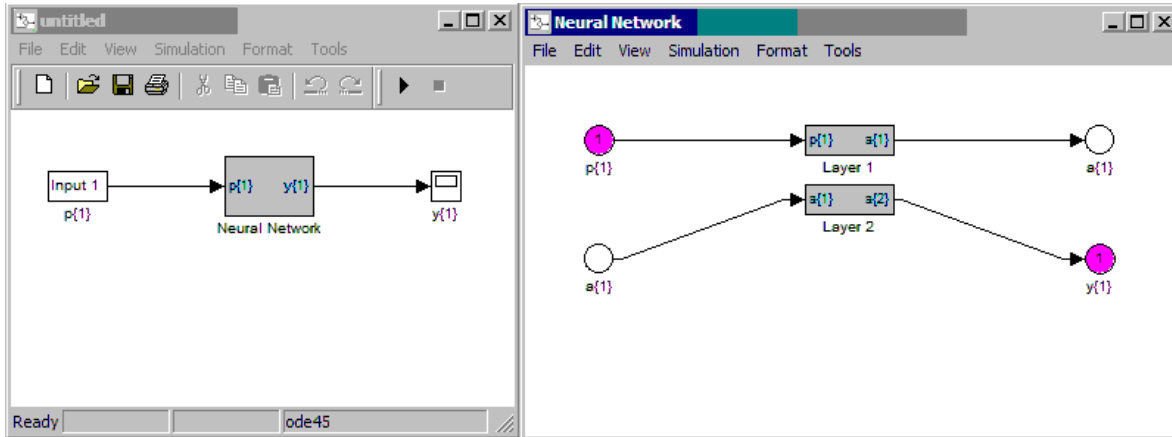 untitled
File Edit View Simulation Format Tools
Input 1
p{1}
p{1} y{1}
Neural Network
y{1}
Ready
ode45
Neural Network
File Edit View Simulation Format Tools
1
p{1}
p{1} a{1}
Layer 1
a{1}
a{1} a{2}
Layer 2
a{1}
1
y{1}